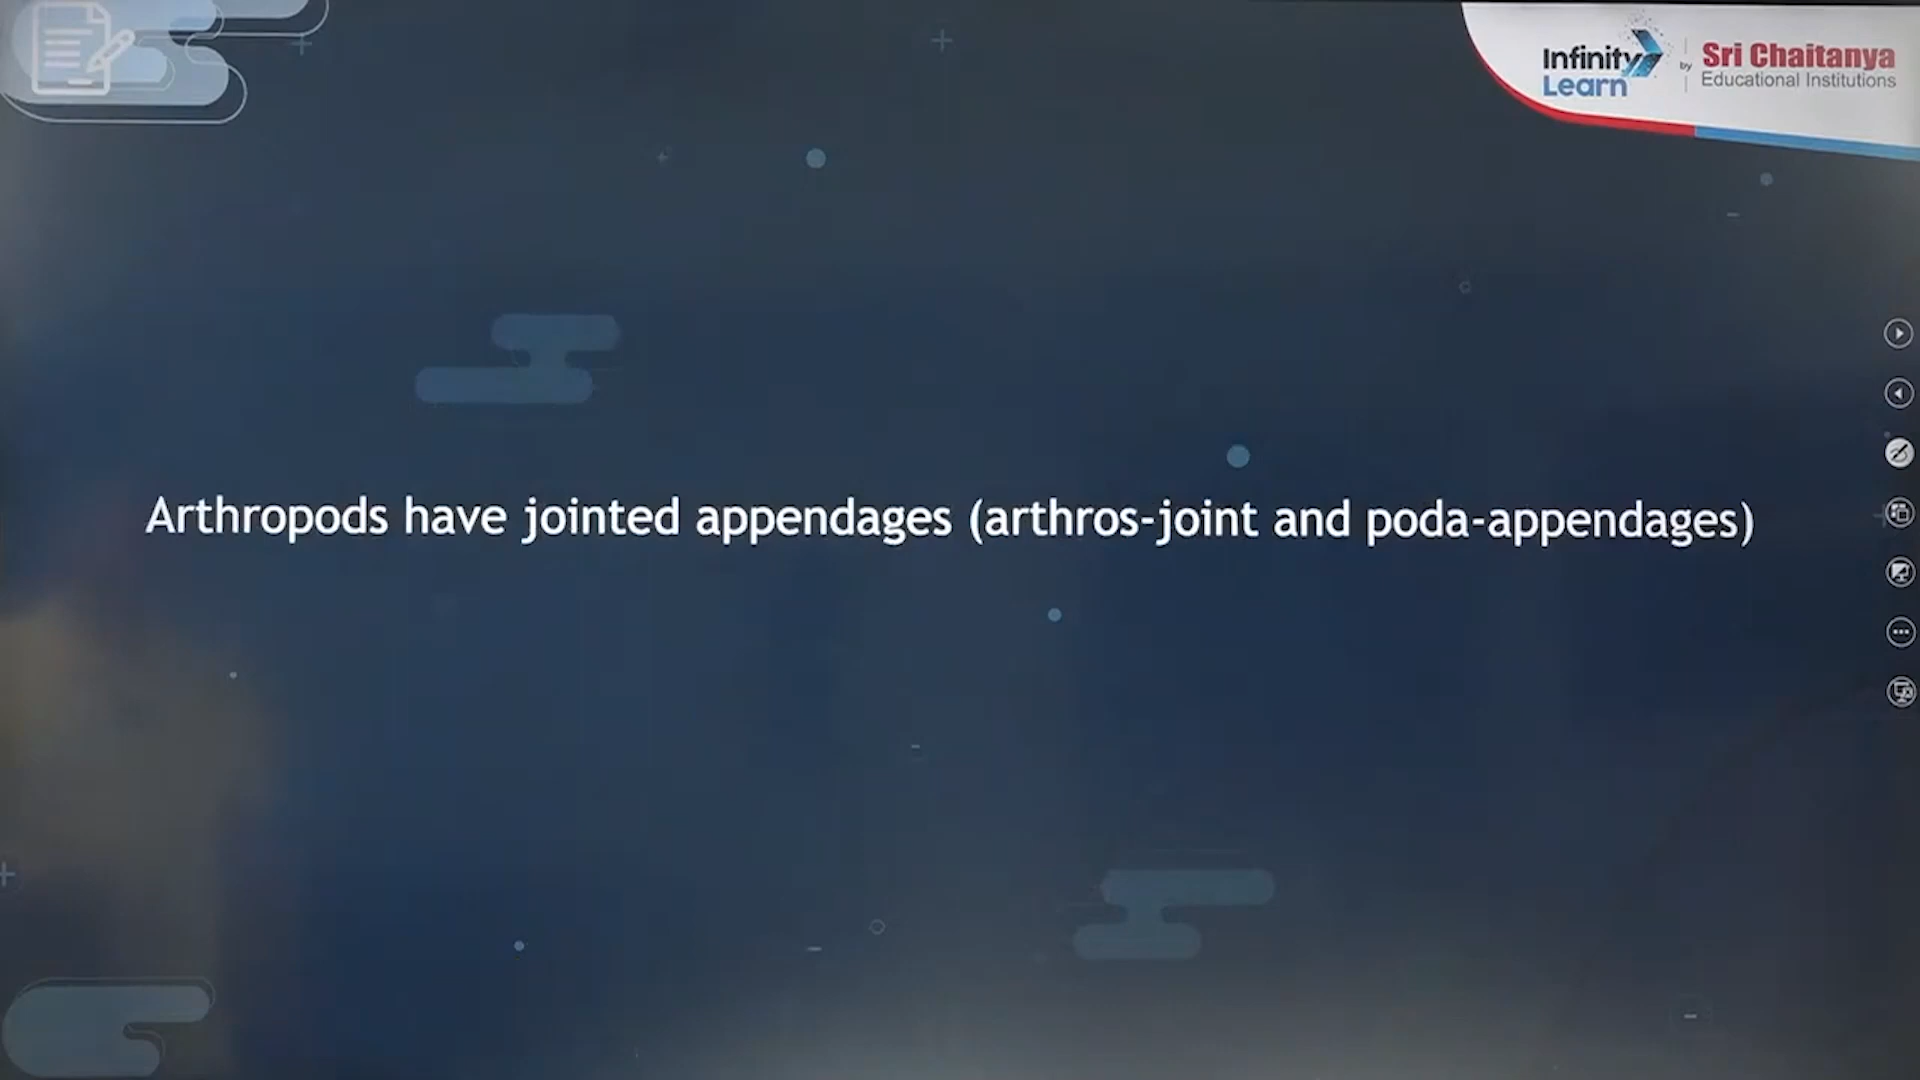 Infinity Learn by Sri Chaitanya
Educational Institutions
Arthropods have jointed appendages (arthros-joint and poda-appendages)